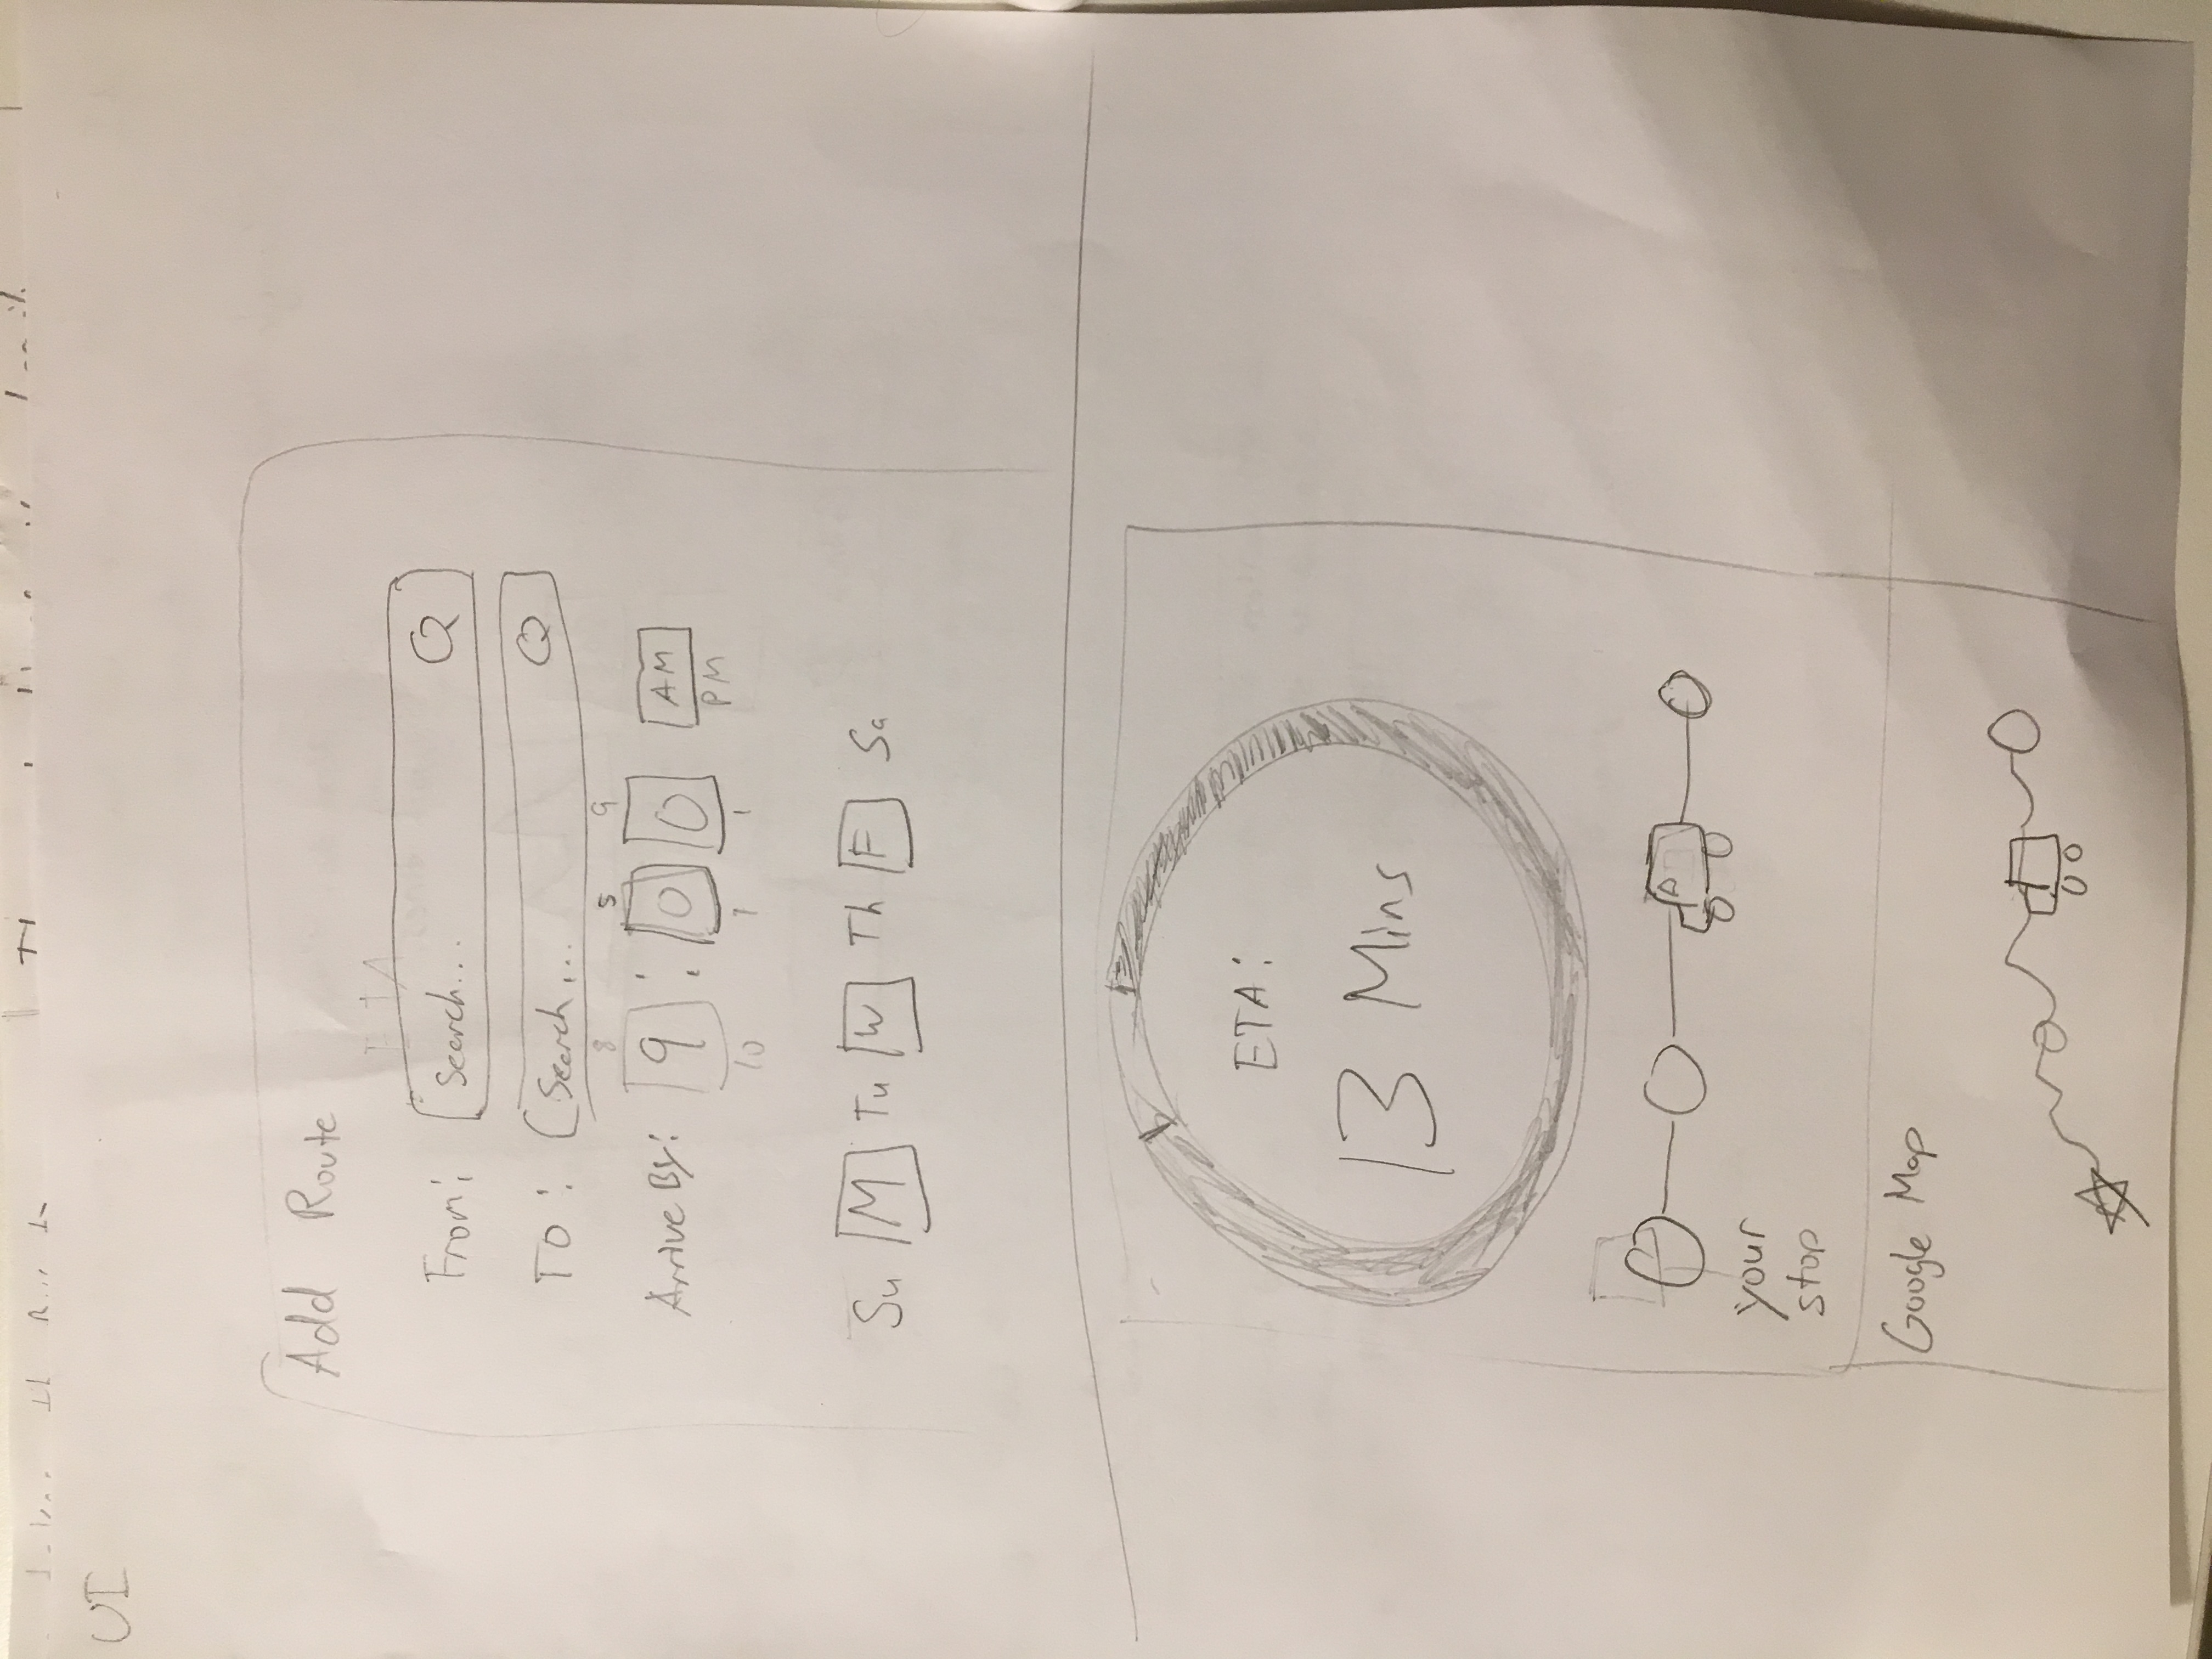 UI
Add Route
ETA
From: Search...
To: Search...
8 5 9
Arrive By: 9 : 0 0 AM
PM
10 1 1
Su M Tu W Th F Sa
ETA:
13 Mins
your
stop
Google Map